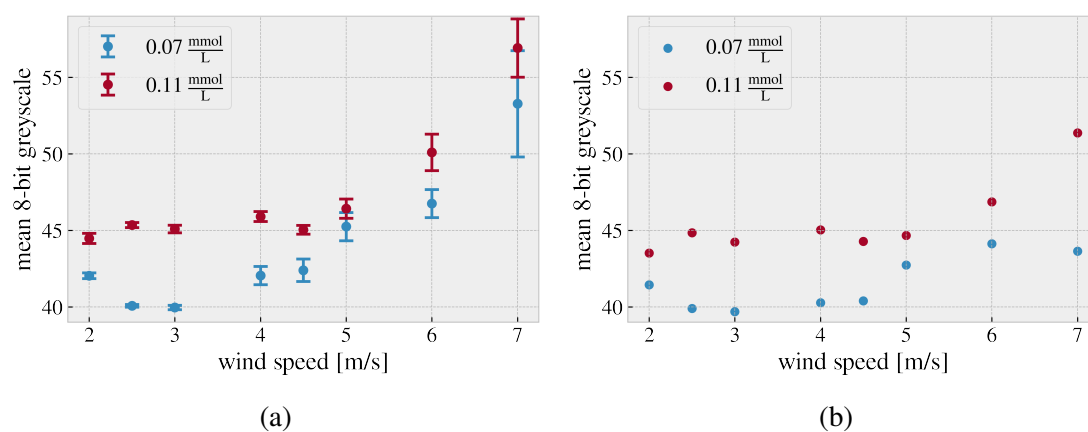 mean 8-bit greyscale
55
50
45
40
0.07 mmol/L
0.11 mmol/L
2 3 4 5 6 7
wind speed [m/s]
(a)
mean 8-bit greyscale
55
50
45
40
0.07 mmol/L
0.11 mmol/L
2 3 4 5 6 7
wind speed [m/s]
(b)